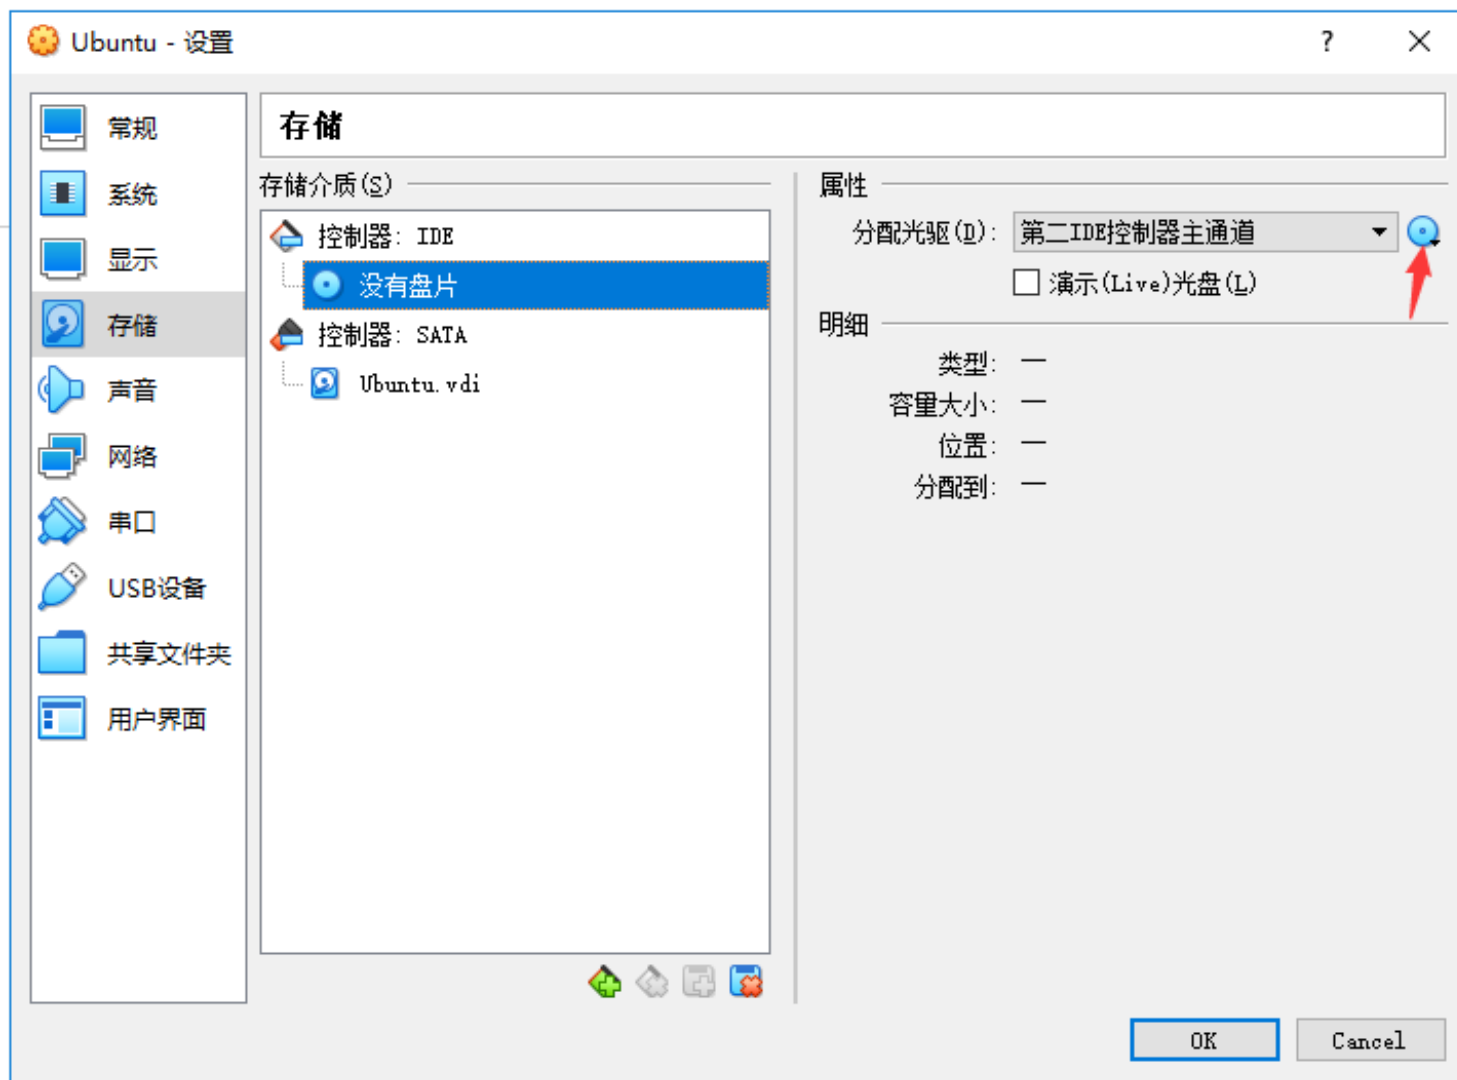 Ubuntu - 设置
?
常规
系统
显示
存储
声音
网络
串口
USB设备
共享文件夹
用户界面
存储
存储介质(S)
控制器: IDE
没有盘片
控制器: SATA
Ubuntu.vdi
属性
分配光驱(D): 第二IDE控制器主通道
演示(Live)光盘(L)
明细
类型: —
容量大小: —
位置: —
分配到: —
OK
Cancel